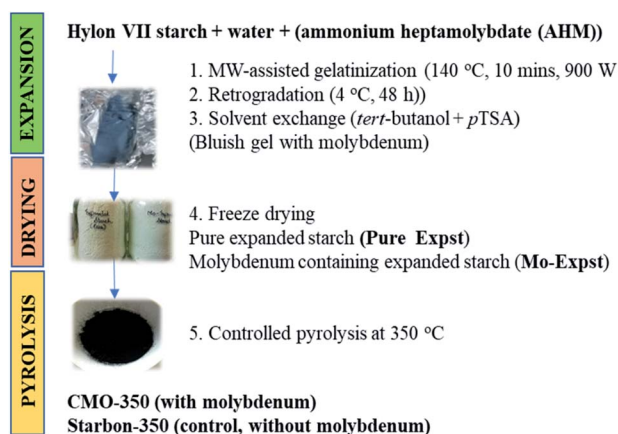 Hylon VII starch + water + (ammonium heptamolybdate (AHM))
EXPANSION
1. MW-assisted gelatinization (140 °C, 10 mins, 900 W
2. Retrogradation (4 °C, 48 h))
3. Solvent exchange (tert-butanol + pTSA)
(Bluish gel with molybdenum)
DRYING
4. Freeze drying
Pure expanded starch (Pure Expst)
Molybdenum containing expanded starch (Mo-Expst)
PYROLYSIS
5. Controlled pyrolysis at 350 °C
CMO-350 (with molybdenum)
Starbon-350 (control, without molybdenum)